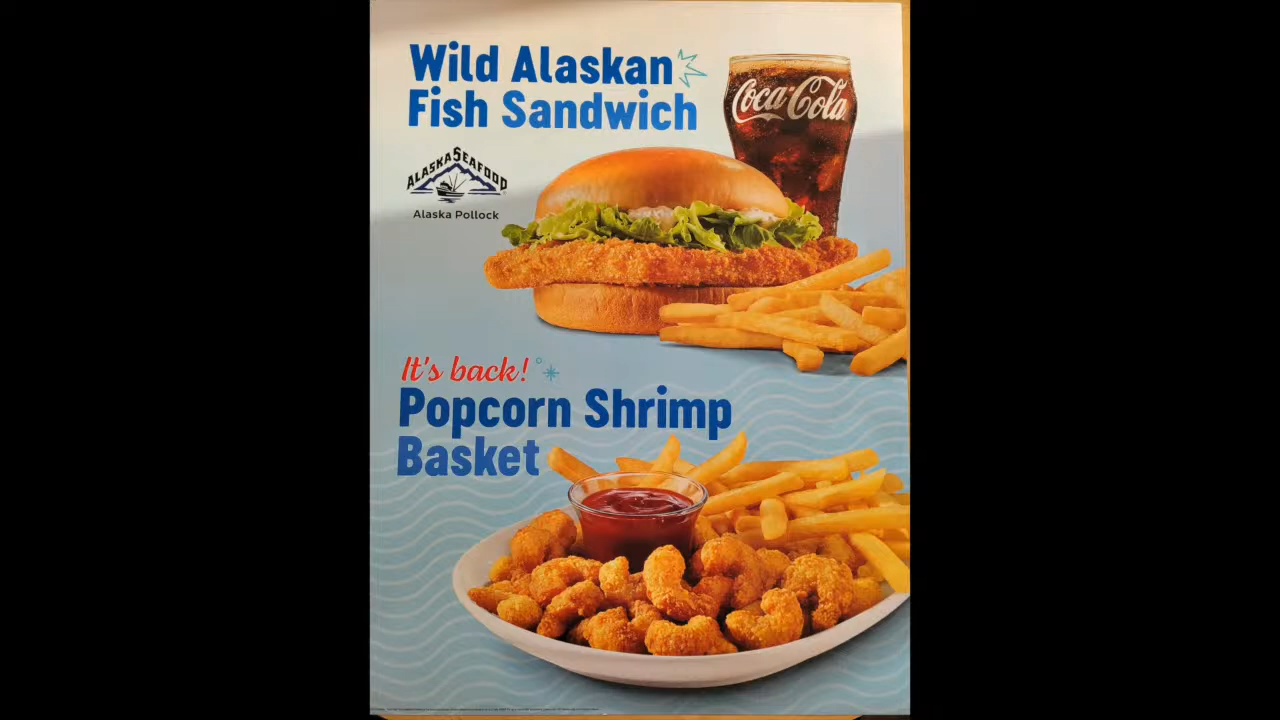 Wild Alaskan
Fish Sandwich
Coca-Cola
ALASKA SEAFOOD
Alaska Pollock
It's back!
Popcorn Shrimp
Basket